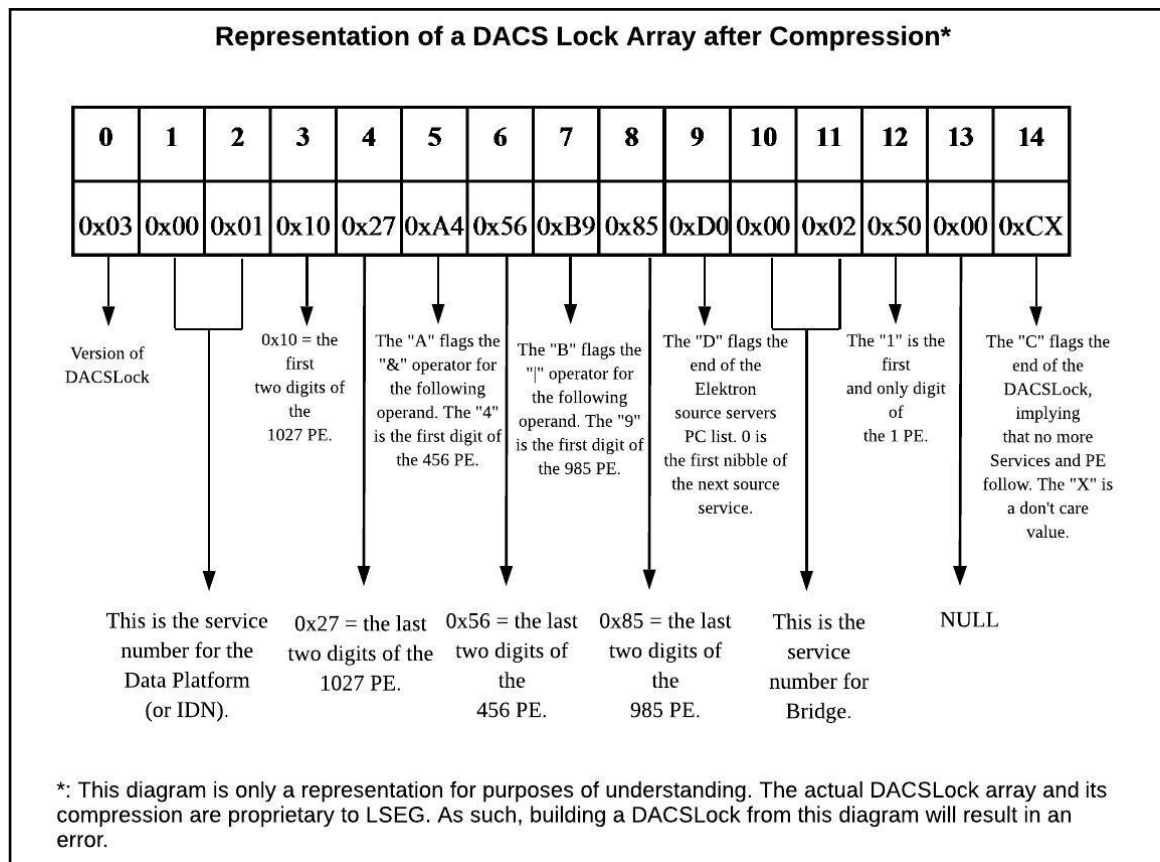 Representation of a DACS Lock Array after Compression*
0 1 2 3 4 5 6 7 8 9 10 11 12 13 14
0x03 0x00 0x01 0x10 0x27 0xA4 0x56 0xB9 0x85 0xD0 0x00 0x02 0x50 0x00 0xCX
Version of
DACSLock
0x10 = the
first
two digits of
the
1027 PE.
The "A" flags the
"&" operator for
the following
operand. The "4"
is the first digit of
the 456 PE.
The "B" flags the
"|" operator for
the following
operand. The "9"
is the first digit of
the 985 PE.
The "D" flags the
end of the
Elektron
source servers
PC list. 0 is
the first nibble of
the next source
service.
The "1" is the
first
and only digit
of
the 1 PE.
The "C" flags the
end of the
DACSLock,
implying
that no more
Services and PE
follow. The "X" is
a don't care
value.
This is the service
number for the
Data Platform
(or IDN).
0x27 = the last
two digits of the
1027 PE.
0x56 = the last
two digits of
the
456 PE.
0x85 = the last
two digits of
the
985 PE.
This is the
service
number for
Bridge.
NULL
*: This diagram is only a representation for purposes of understanding. The actual DACSLock array and its
compression are proprietary to LSEG. As such, building a DACSLock from this diagram will result in an
error.